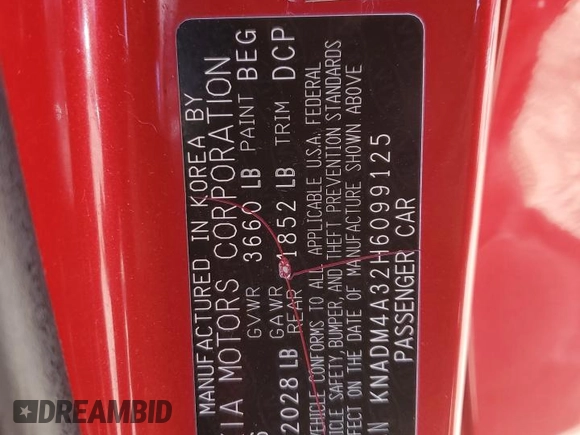 MANUFACTURED IN KOREA BY
KIA MOTORS CORPORATION
GVWR 3660 LB PAINT BEG
GAWR
2028 LB REAR 1852 LB TRIM DCP
VEHICLE CONFORMS TO ALL APPLICABLE U.S.A. FEDERAL
VEHICLE SAFETY, BUMPER, AND THEFT PREVENTION STANDARDS
EFFECT ON THE DATE OF MANUFACTURE SHOWN ABOVE
N KNADM4A32H6099125
PASSENGER CAR
DREAMBID